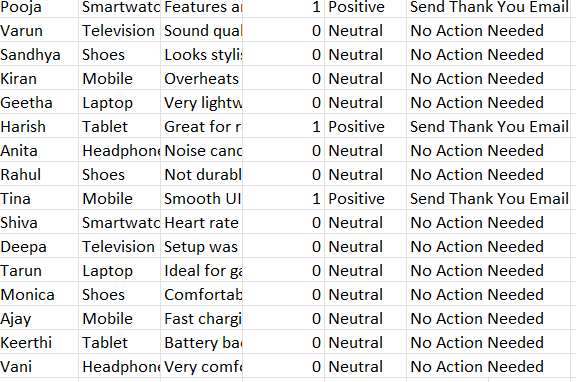 Pooja Smartwatc Features a 1 Positive Send Thank You Email
Varun Television Sound qual 0 Neutral No Action Needed
Sandhya Shoes Looks styli 0 Neutral No Action Needed
Kiran Mobile Overheats 0 Neutral No Action Needed
Geetha Laptop Very lightw 0 Neutral No Action Needed
Harish Tablet Great for r 1 Positive Send Thank You Email
Anita Headphone Noise canc 0 Neutral No Action Needed
Rahul Shoes Not durabl 0 Neutral No Action Needed
Tina Mobile Smooth UI 1 Positive Send Thank You Email
Shiva Smartwatc Heart rate 0 Neutral No Action Needed
Deepa Television Setup was 0 Neutral No Action Needed
Tarun Laptop Ideal for ga 0 Neutral No Action Needed
Monica Shoes Comfortab 0 Neutral No Action Needed
Ajay Mobile Fast chargi 0 Neutral No Action Needed
Keerthi Tablet Battery ba 0 Neutral No Action Needed
Vani Headphone Very comfo 0 Neutral No Action Needed